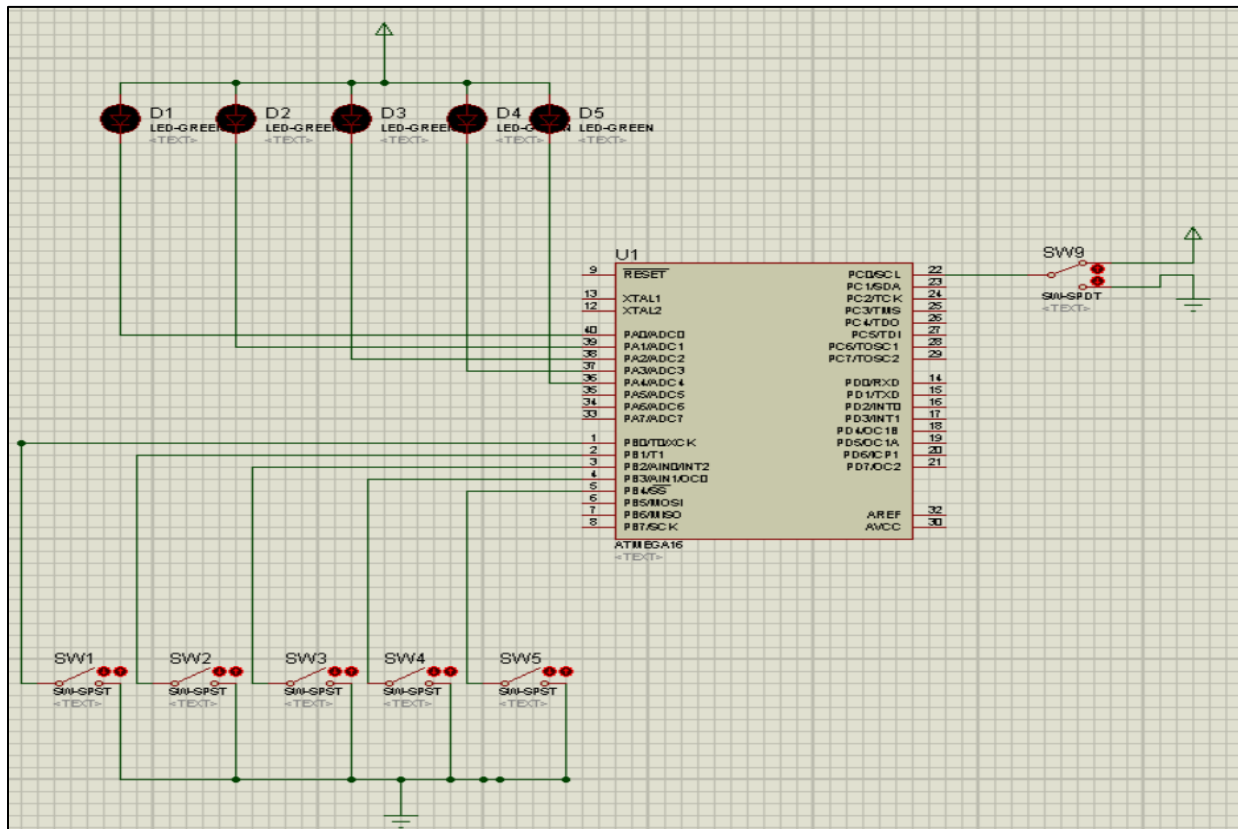 D1
LED-GREEN
<TEXT>
D2
LED-GREEN
<TEXT>
D3
LED-GREEN
<TEXT>
D4
LED-GREEN
<TEXT>
D5
LED-GREEN
<TEXT>
U1
9 RESET
13 XTAL1
12 XTAL2
40 PA0/ADC0
39 PA1/ADC1
38 PA2/ADC2
37 PA3/ADC3
36 PA4/ADC4
35 PA5/ADC5
34 PA6/ADC6
33 PA7/ADC7
1 PB0/T0/XCK
2 PB1/T1
3 PB2/AIN0/INT2
4 PB3/AIN1/OC0
5 PB4/SS
6 PB5/MOSI
7 PB6/MISO
8 PB7/SCK
PC0/SCL 22
PC1/SDA 23
PC2/TCK 24
PC3/TMS 25
PC4/TDO 26
PC5/TDI 27
PC6/TOSC1 28
PC7/TOSC2 29
PD0/RXD 14
PD1/TXD 15
PD2/INT0 16
PD3/INT1 17
PD4/OC1B 18
PD5/OC1A 19
PD6/ICP1 20
PD7/OC2 21
AREF 32
AVCC 30
ATMEGA16
<TEXT>
SW9
SW-SPDT
<TEXT>
SW1
SW-SPST
<TEXT>
SW2
SW-SPST
<TEXT>
SW3
SW-SPST
<TEXT>
SW4
SW-SPST
<TEXT>
SW5
SW-SPST
<TEXT>